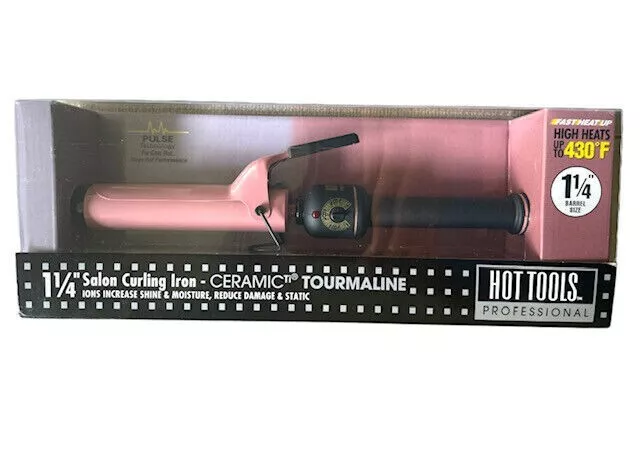 PULSE
Technology
FAST HEAT UP
HIGH HEATS
UP TO 430°F
1¼"
BARREL
SIZE
1¼" Salon Curling Iron - CERAMIC TOURMALINE
IONS INCREASE SHINE & MOISTURE, REDUCE DAMAGE & STATIC
HOT TOOLS
PROFESSIONAL